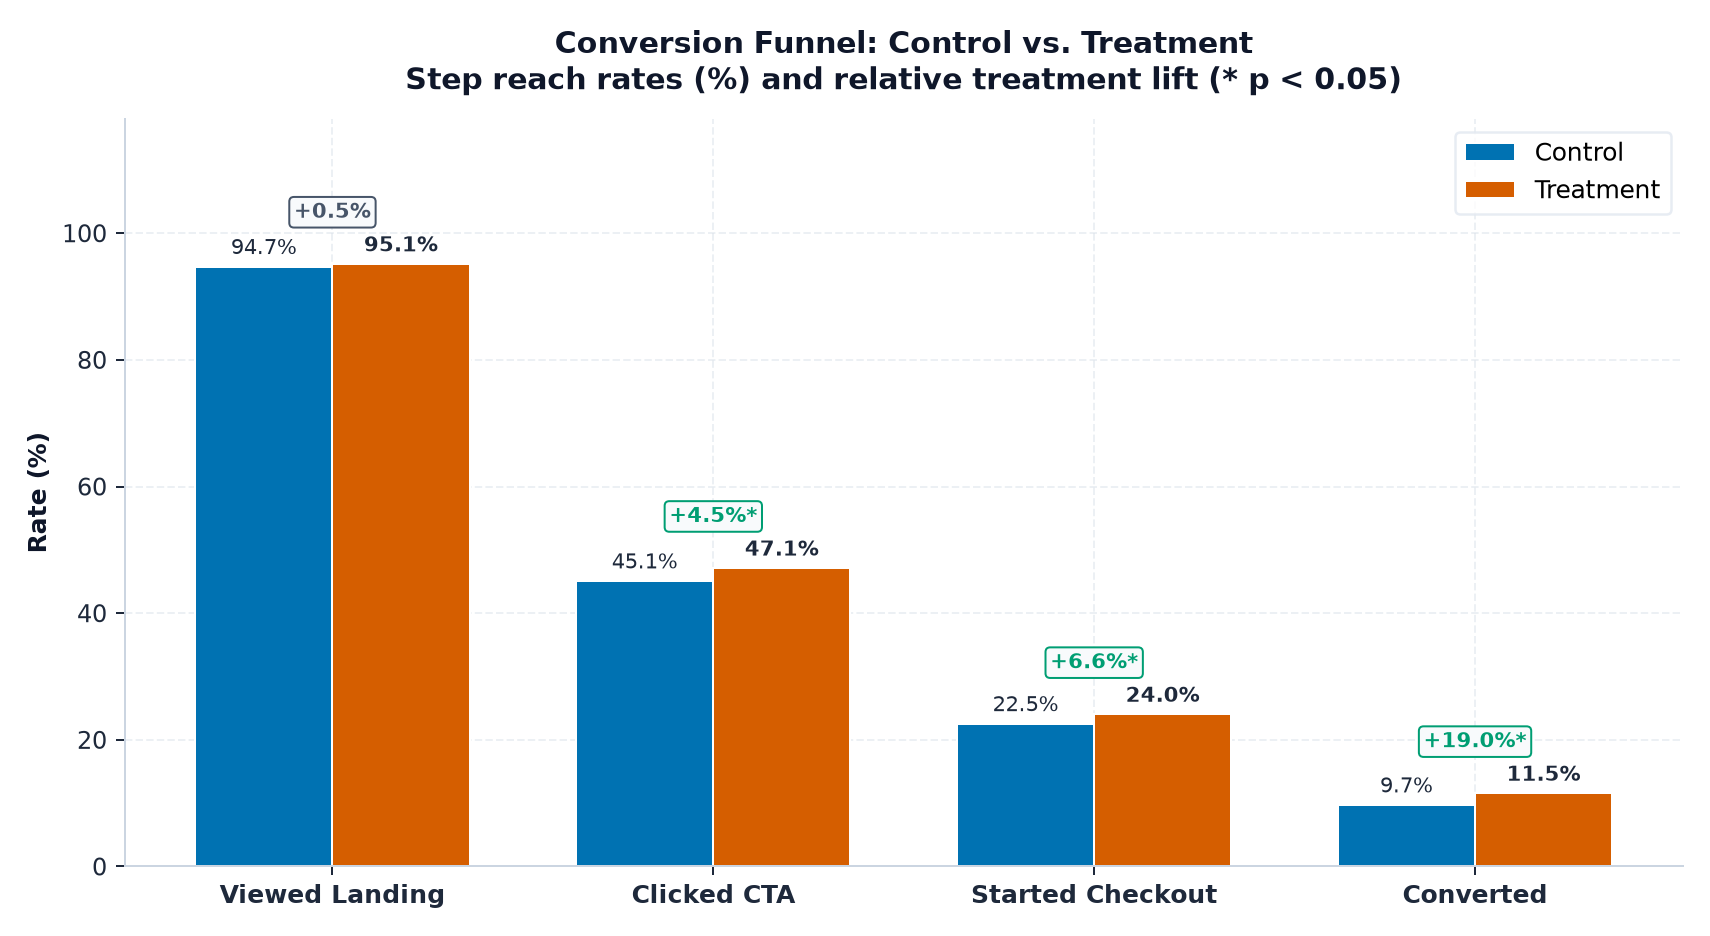 Conversion Funnel: Control vs. Treatment
Step reach rates (%) and relative treatment lift (* p < 0.05)
Control
Treatment
Rate (%)
100
80
60
40
20
0
+0.5%
94.7%
95.1%
+4.5%*
45.1%
47.1%
+6.6%*
22.5%
24.0%
+19.0%*
9.7%
11.5%
Viewed Landing
Clicked CTA
Started Checkout
Converted